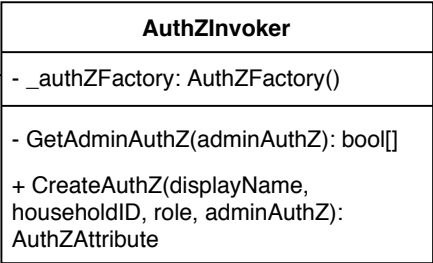 AuthZInvoker
- _authZFactory: AuthZFactory()
- GetAdminAuthZ(adminAuthZ): bool[]
+ CreateAuthZ(displayName,
householdID, role, adminAuthZ):
AuthZAttribute